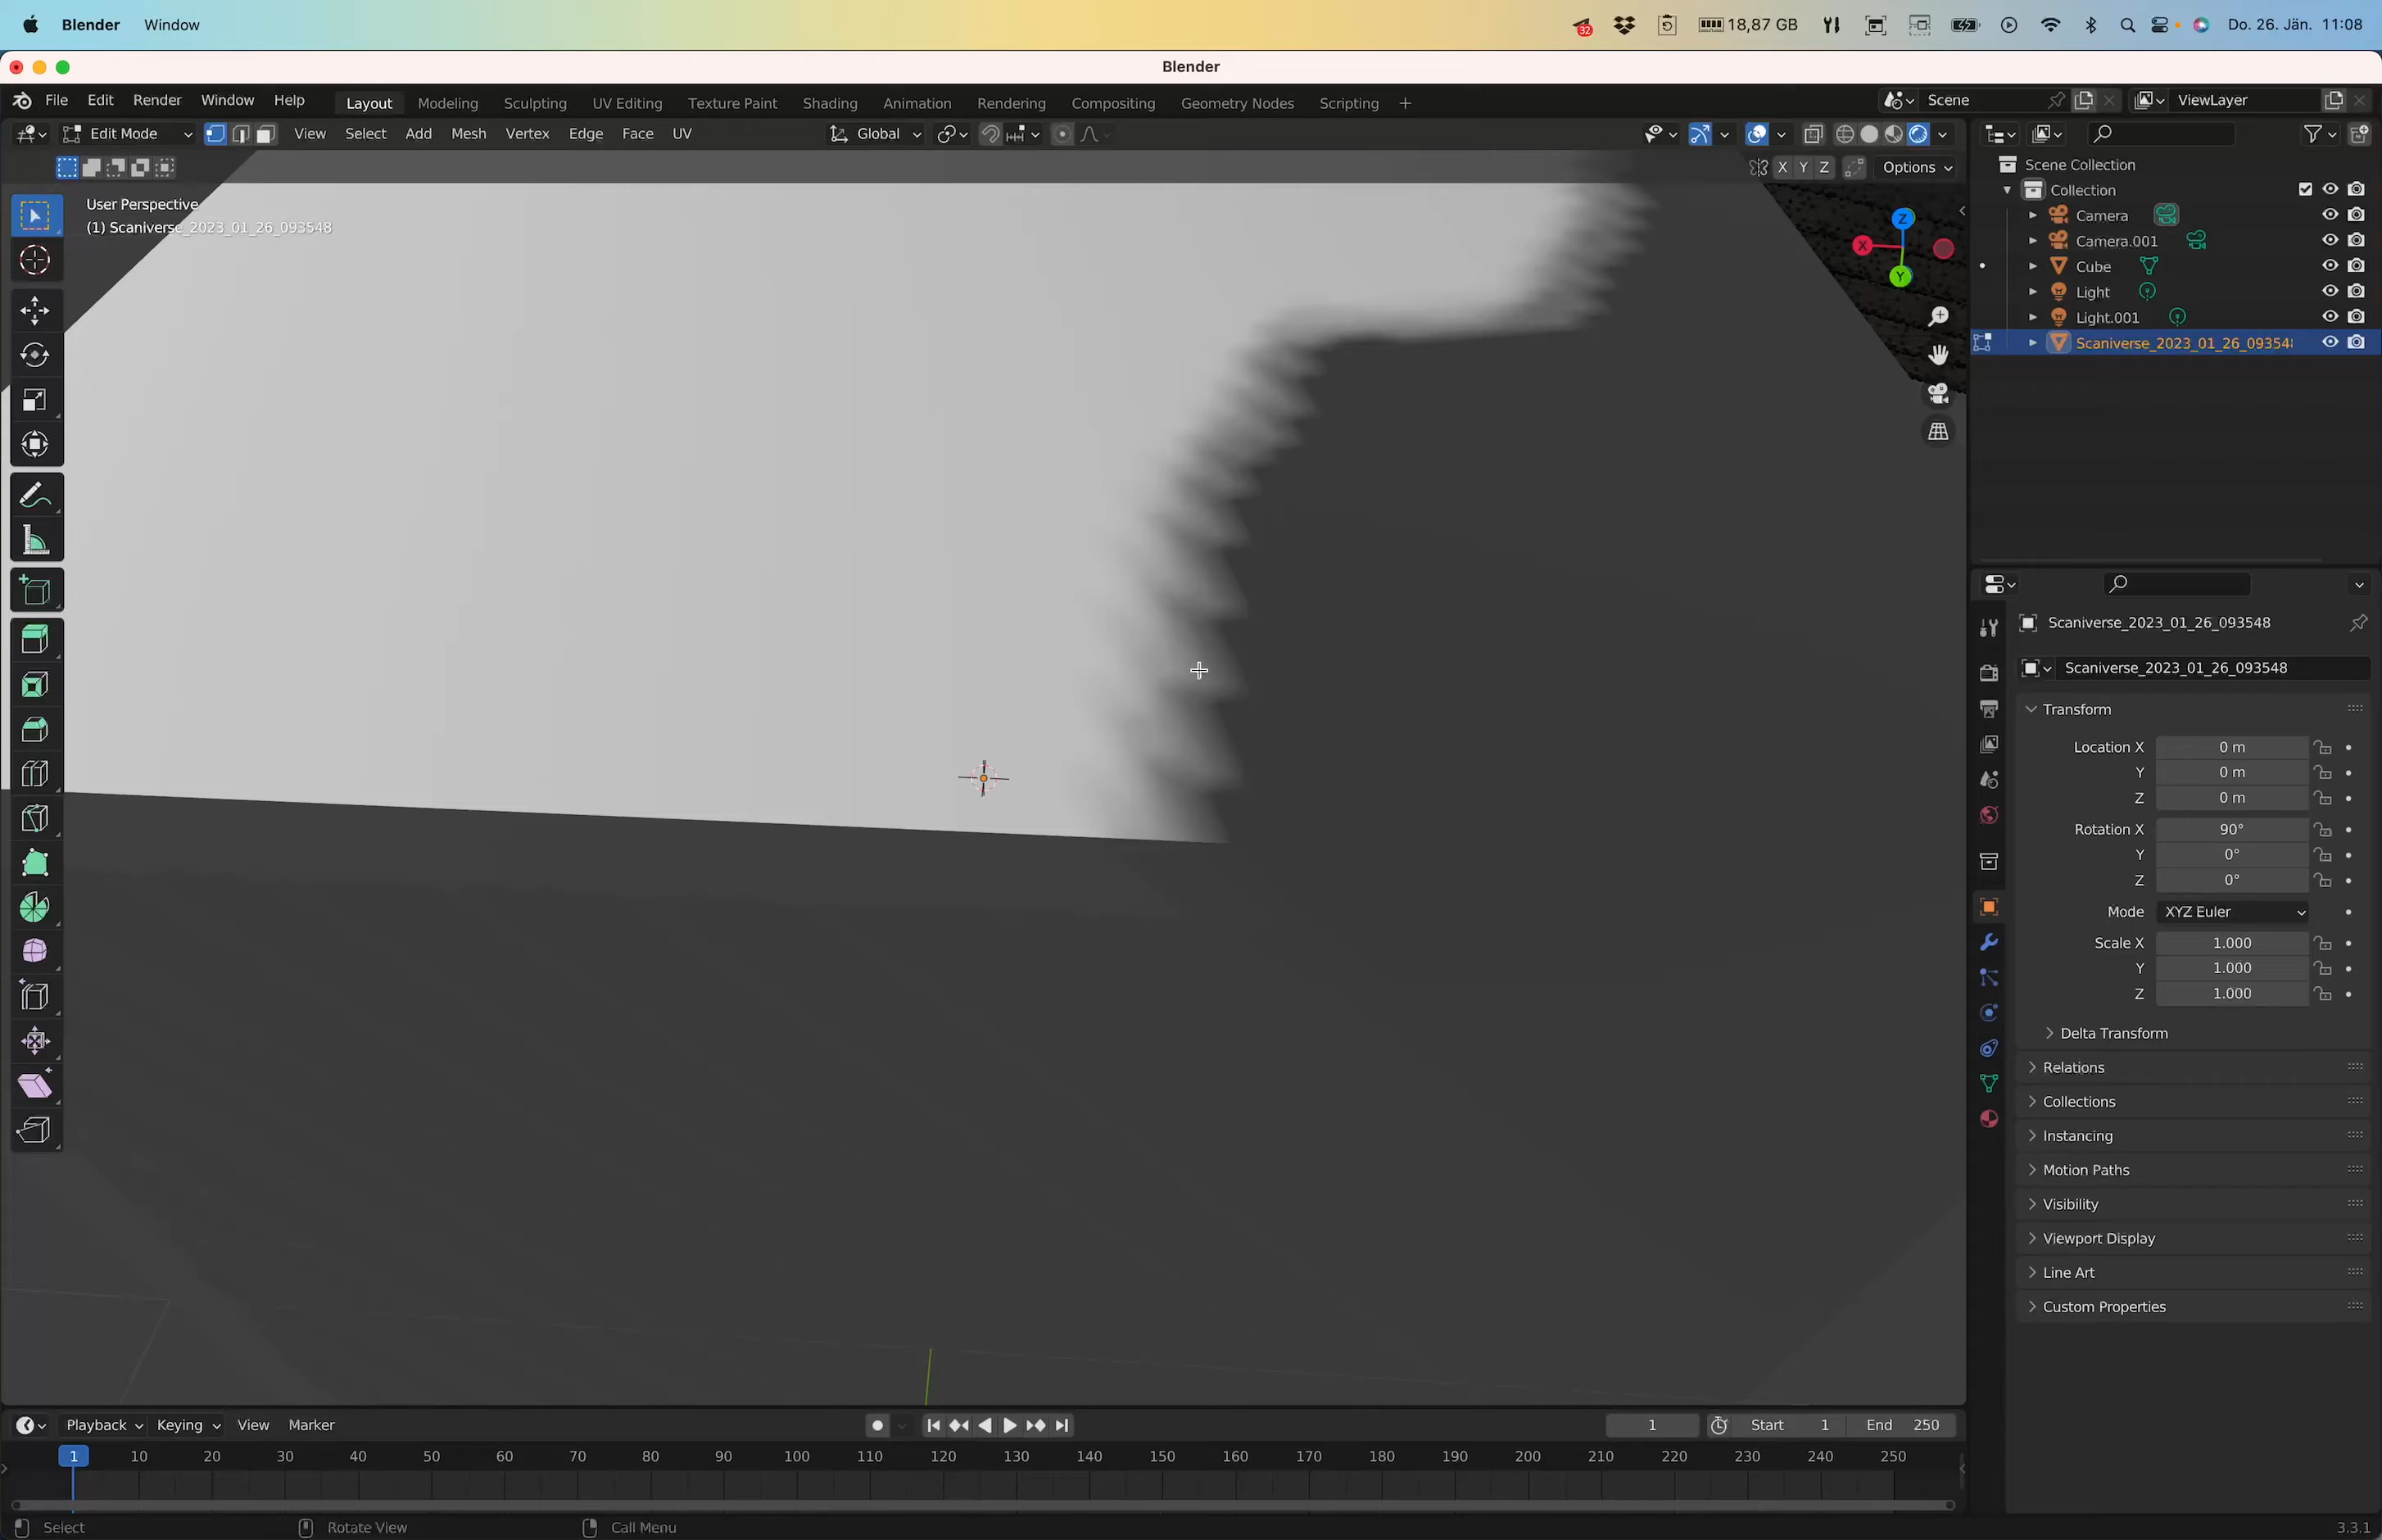 Blender Window 32 18,87 GB Do. 26. Jän. 11:08
Blender
File Edit Render Window Help Layout Modeling Sculpting UV Editing Texture Paint Shading Animation Rendering Compositing Geometry Nodes Scripting + Scene ViewLayer
Edit Mode View Select Add Mesh Vertex Edge Face UV Global
X Y Z Options
User Perspective
(1) Scaniverse_2023_01_26_093548
Z
X
Y
Scene Collection
Collection
Camera
Camera.001
Cube
Light
Light.001
Scaniverse_2023_01_26_09354
Scaniverse_2023_01_26_093548
Scaniverse_2023_01_26_093548
Transform
Location X 0 m
Y 0 m
Z 0 m
Rotation X 90°
Y 0°
Z 0°
Mode XYZ Euler
Scale X 1.000
Y 1.000
Z 1.000
Delta Transform
Relations
Collections
Instancing
Motion Paths
Visibility
Viewport Display
Line Art
Custom Properties
Playback Keying View Marker 1 Start 1 End 250
1 10 20 30 40 50 60 70 80 90 100 110 120 130 140 150 160 170 180 190 200 210 220 230 240 250
Select Rotate View Call Menu 3.3.1